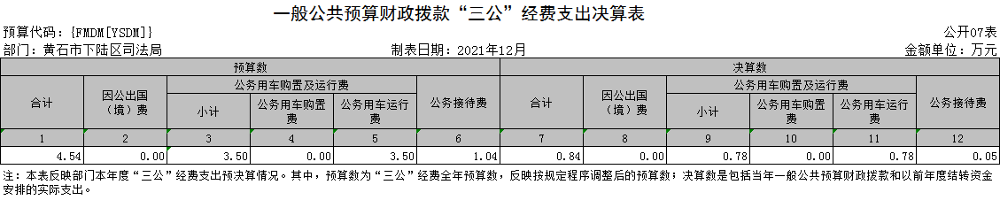 一般公共预算财政拨款“三公”经费支出决算表
预算代码：{FMDM[YSDM]} 公开07表
部门：黄石市下陆区司法局 制表日期：2021年12月 金额单位：万元
预算数 决算数
合计 因公出国（境）费 公务用车购置及运行费 公务接待费 合计 因公出国（境）费 公务用车购置及运行费 公务接待费
小计 公务用车购置费 公务用车运行费 小计 公务用车购置费 公务用车运行费
1 2 3 4 5 6 7 8 9 10 11 12
4.54 0.00 3.50 0.00 3.50 1.04 0.84 0.00 0.78 0.00 0.78 0.05
注：本表反映部门本年度“三公”经费支出预决算情况。其中，预算数为“三公”经费全年预算数，反映按规定程序调整后的预算数；决算数是包括当年一般公共预算财政拨款和以前年度结转资金
安排的实际支出。